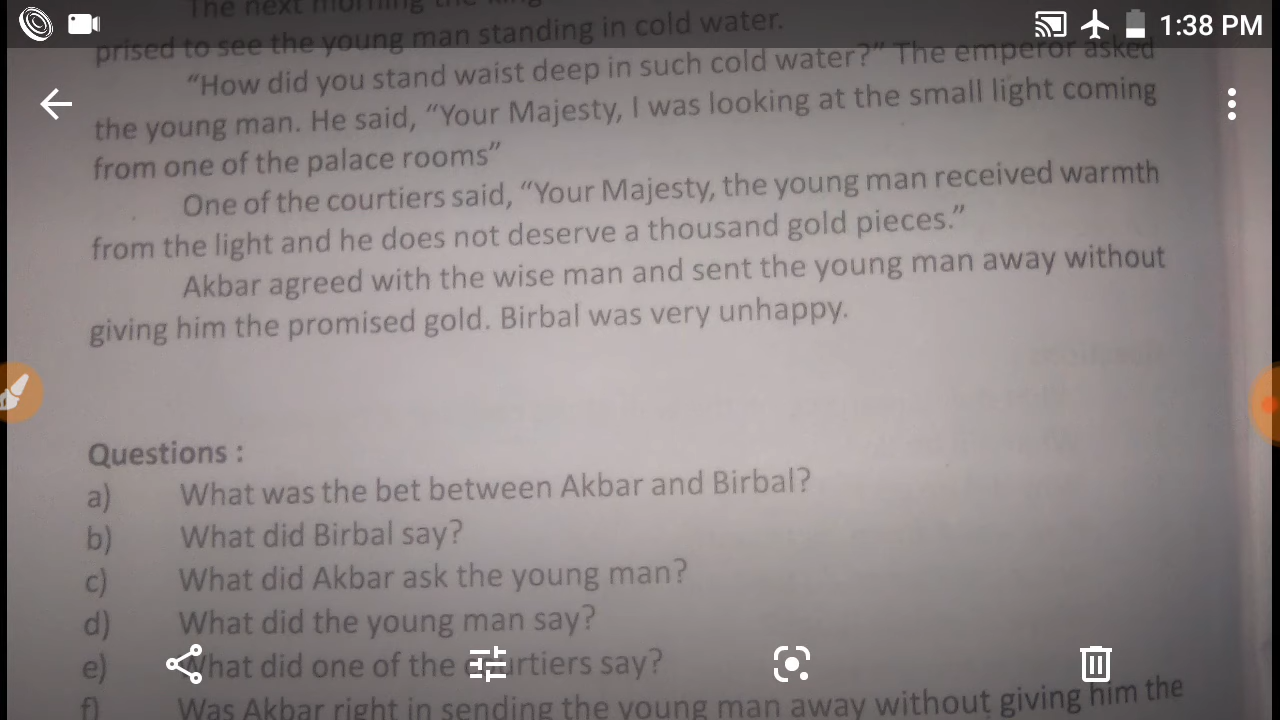 1:38 PM
The next morning the king
prised to see the young man standing in cold water.
“How did you stand waist deep in such cold water?” The emperor asked
the young man. He said, “Your Majesty, I was looking at the small light coming
from one of the palace rooms”
One of the courtiers said, “Your Majesty, the young man received warmth
from the light and he does not deserve a thousand gold pieces.”
Akbar agreed with the wise man and sent the young man away without
giving him the promised gold. Birbal was very unhappy.
Questions :
a) What was the bet between Akbar and Birbal?
b) What did Birbal say?
c) What did Akbar ask the young man?
d) What did the young man say?
e) What did one of the courtiers say?
f) Was Akbar right in sending the young man away without giving him the